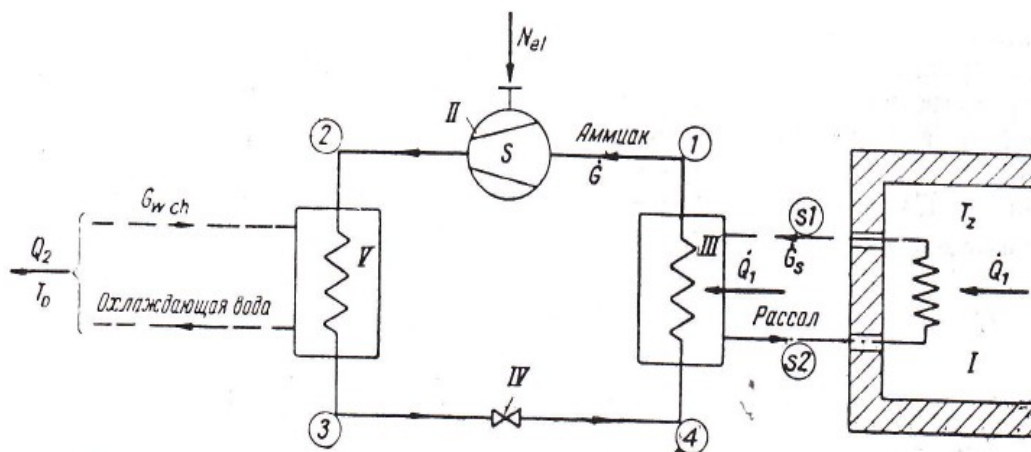 N_el
II
2
S
Аммиак
Ġ
1
G_w ch
V
III
s1
Ġ_s
T_z
Q_2
T_0
Охлаждающая вода
Q̇_1
Рассол
s2
Q̇_1
I
IV
3
4